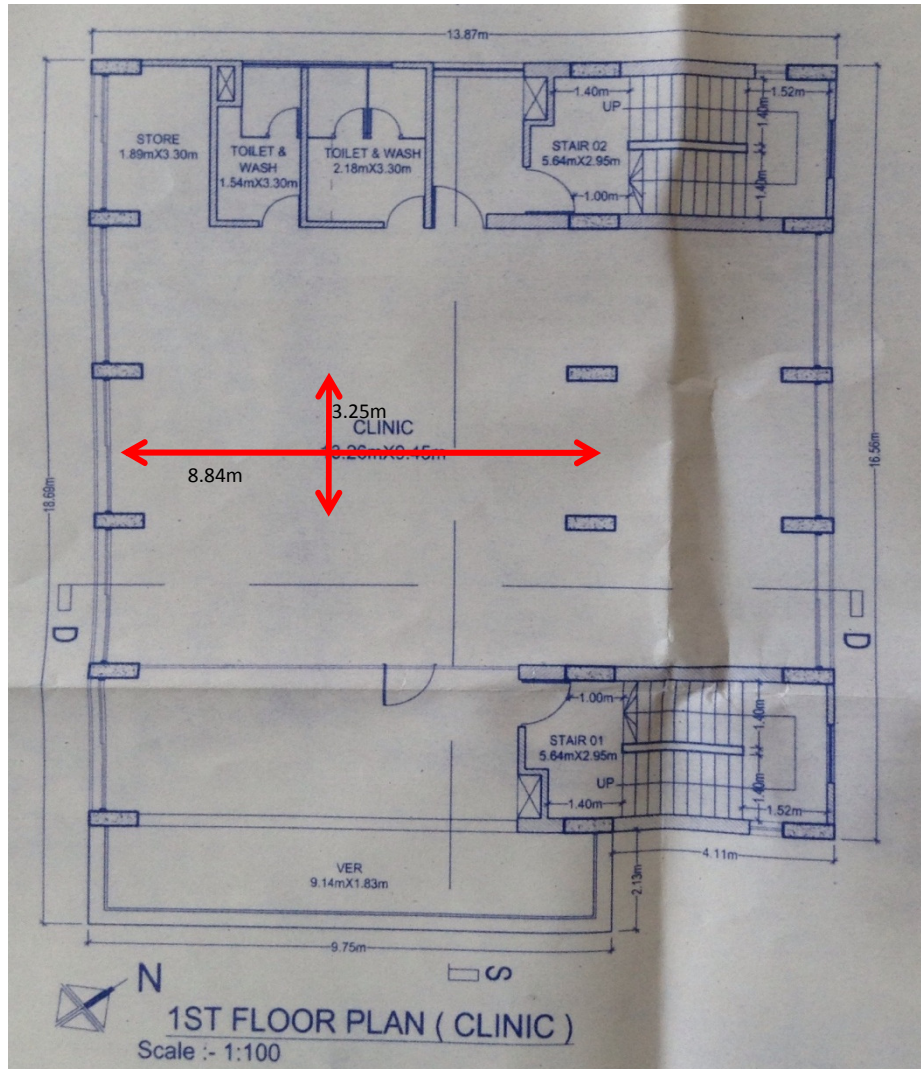 13.87m
1.40m
1.52m
UP
1.40m
STORE
1.89mX3.30m
TOILET &
WASH
1.54mX3.30m
TOILET & WASH
2.18mX3.30m
STAIR 02
5.64mX2.95m
1.40m
1.00m
3.25m
CLINIC
13.26mX9.45m
8.84m
18.69m
16.56m
D
D
1.00m
1.40m
STAIR 01
5.64mX2.95m
UP
1.40m
1.40m
1.52m
4.11m
VER
9.14mX1.83m
2.13m
9.75m
N
S
1ST FLOOR PLAN ( CLINIC )
Scale :- 1:100